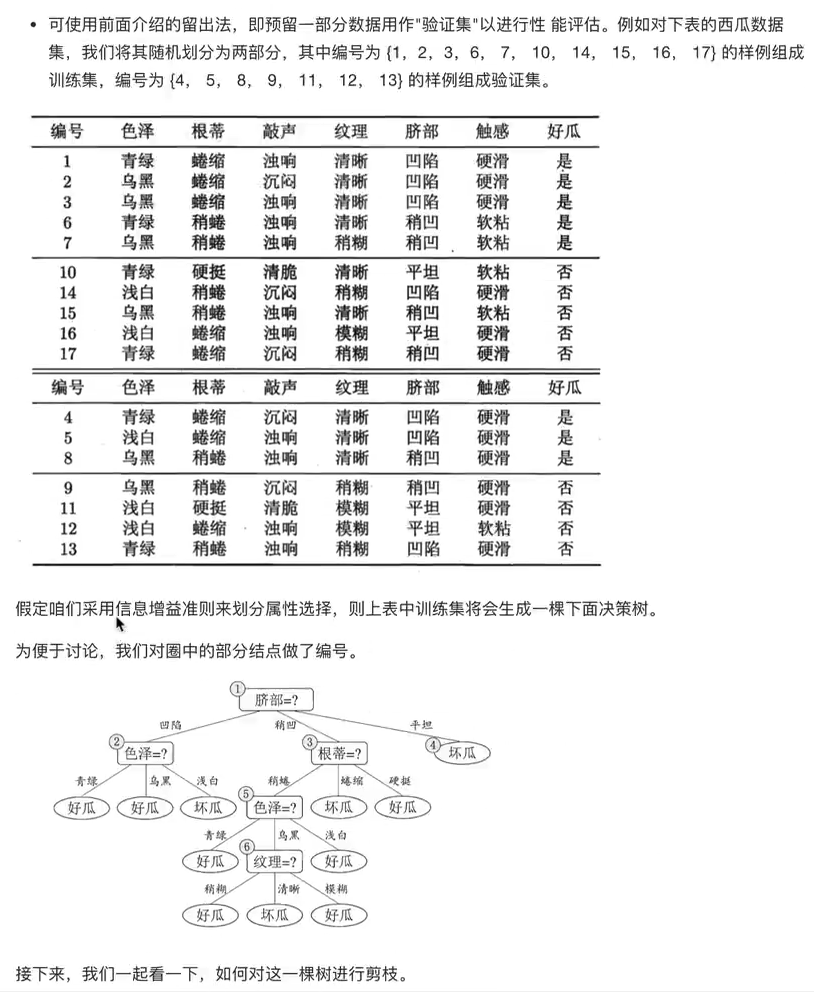 • 可使用前面介绍的留出法，即预留一部分数据用作"验证集"以进行性 能评估。例如对下表的西瓜数据
集，我们将其随机划分为两部分，其中编号为 {1，2，3，6， 7， 10， 14， 15， 16， 17} 的样例组成
训练集，编号为 {4， 5， 8， 9， 11， 12， 13} 的样例组成验证集。
编号 色泽 根蒂 敲声 纹理 脐部 触感 好瓜
1 青绿 蜷缩 浊响 清晰 凹陷 硬滑 是
2 乌黑 蜷缩 沉闷 清晰 凹陷 硬滑 是
3 乌黑 蜷缩 浊响 清晰 凹陷 硬滑 是
6 青绿 稍蜷 浊响 清晰 稍凹 软粘 是
7 乌黑 稍蜷 浊响 稍糊 稍凹 软粘 是
10 青绿 硬挺 清脆 清晰 平坦 软粘 否
14 浅白 稍蜷 沉闷 稍糊 凹陷 硬滑 否
15 乌黑 稍蜷 浊响 清晰 稍凹 软粘 否
16 浅白 蜷缩 浊响 模糊 平坦 硬滑 否
17 青绿 蜷缩 沉闷 稍糊 稍凹 硬滑 否
编号 色泽 根蒂 敲声 纹理 脐部 触感 好瓜
4 青绿 蜷缩 沉闷 清晰 凹陷 硬滑 是
5 浅白 蜷缩 浊响 清晰 凹陷 硬滑 是
8 乌黑 稍蜷 浊响 清晰 稍凹 硬滑 是
9 乌黑 稍蜷 沉闷 稍糊 稍凹 硬滑 否
11 浅白 硬挺 清脆 模糊 平坦 硬滑 否
12 浅白 蜷缩 浊响 模糊 平坦 软粘 否
13 青绿 稍蜷 浊响 稍糊 凹陷 硬滑 否
假定咱们采用信息增益准则来划分属性选择，则上表中训练集将会生成一棵下面决策树。
为便于讨论，我们对圈中的部分结点做了编号。
① 脐部=?
凹陷 稍凹 平坦
② 色泽=? ③ 根蒂=? ④ 坏瓜
青绿 乌黑 浅白 稍蜷 蜷缩 硬挺
好瓜 好瓜 坏瓜 ⑤ 色泽=? 坏瓜 好瓜
青绿 乌黑 浅白
好瓜 ⑥ 纹理=? 好瓜
稍糊 清晰 模糊
好瓜 坏瓜 好瓜
接下来，我们一起看一下，如何对这一棵树进行剪枝。